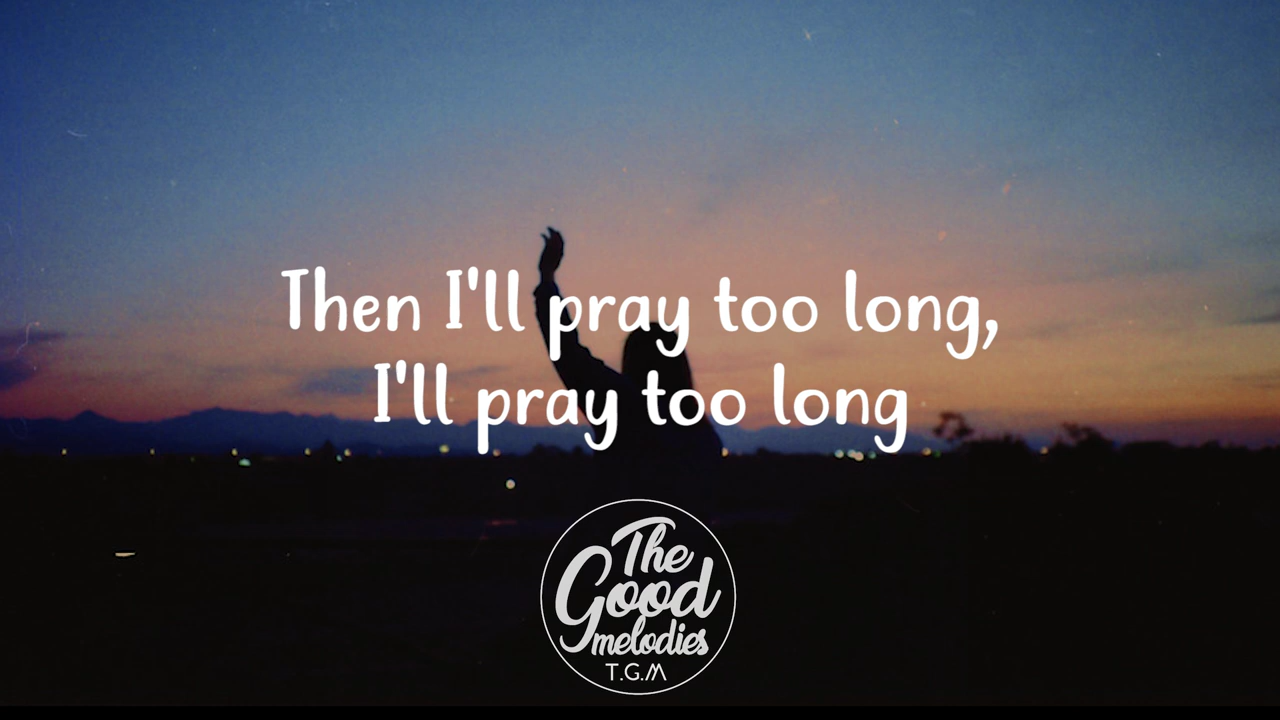 Then I'll pray too long,
I'll pray too long
The
Good
melodies
T.G.M